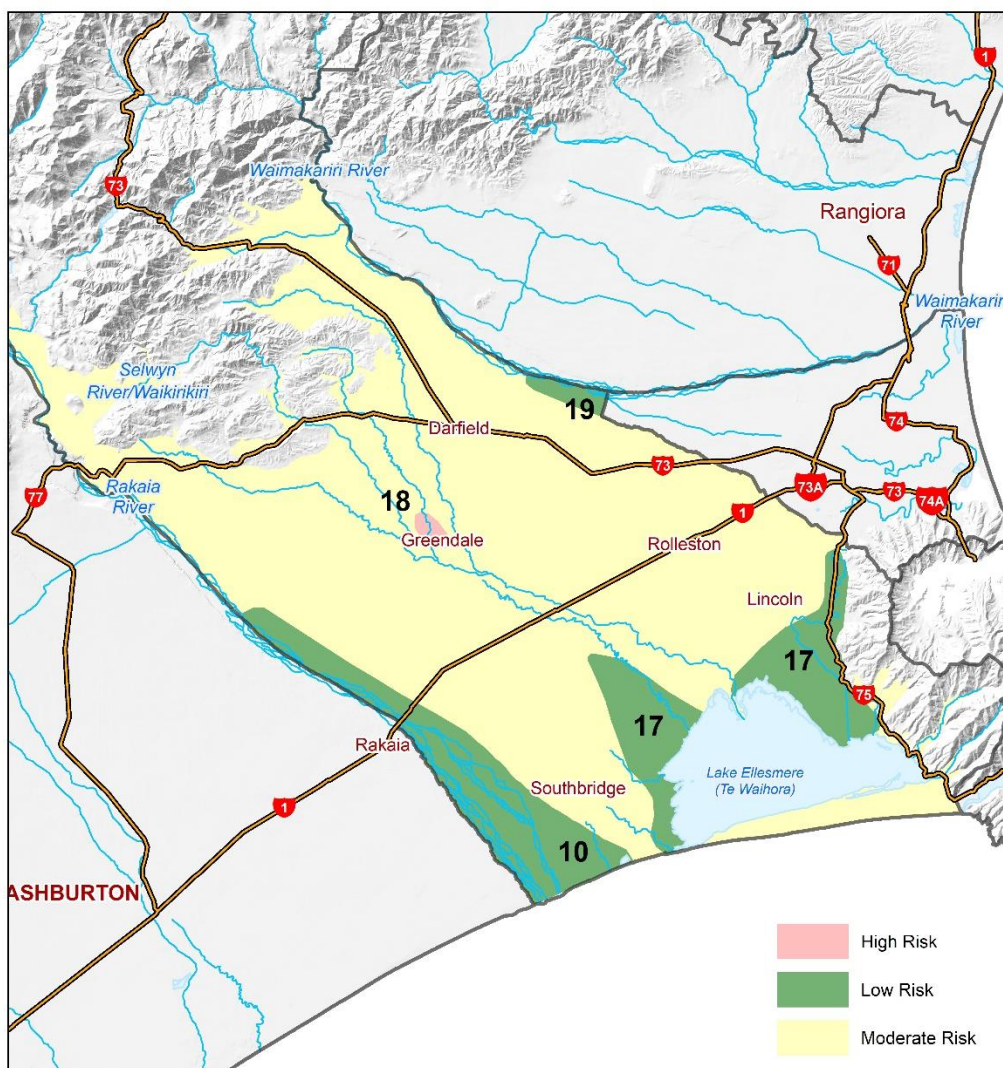 1
73
Waimakariri River
Rangiora
71
Waimakariri
River
Selwyn
River/Waikirikiri
19
Darfield
74
73
77
Rakaia
River
18
Greendale
73A
73
74A
1
Rolleston
Lincoln
17
75
17
Rakaia
Southbridge
Lake Ellesmere
(Te Waihora)
1
10
ASHBURTON
High Risk
Low Risk
Moderate Risk